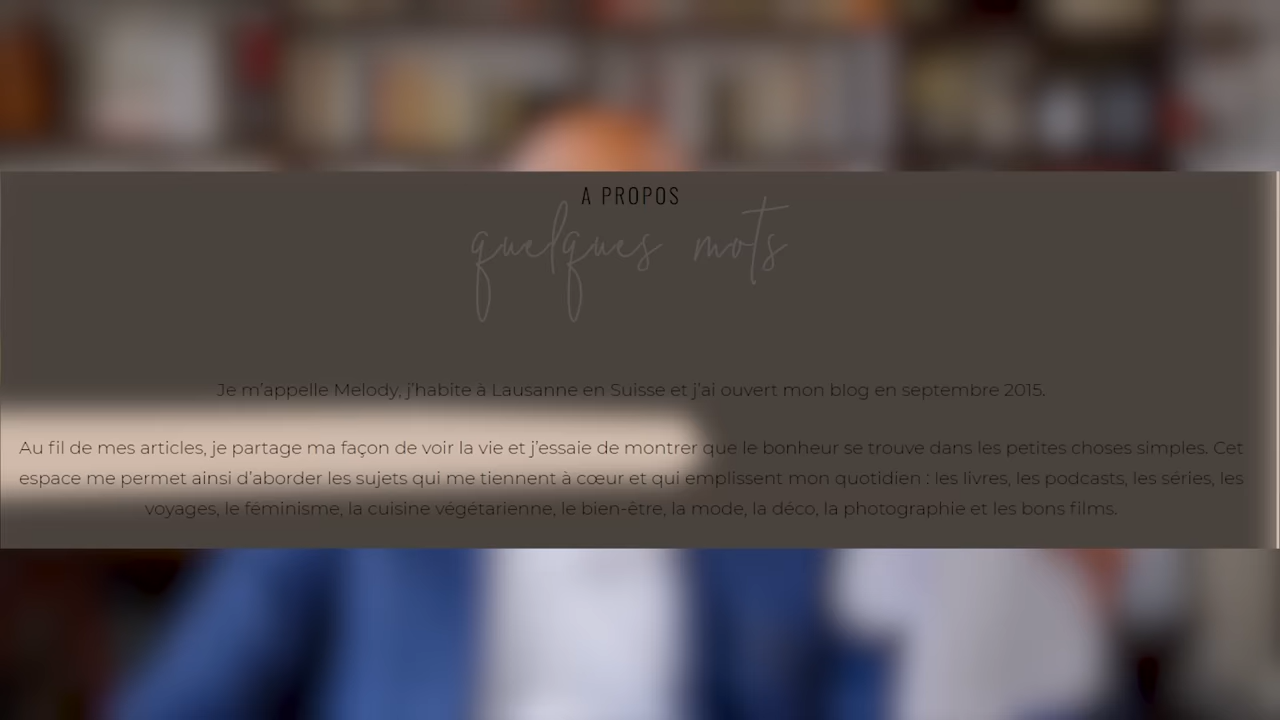 A PROPOS
quelques mots
Je m’appelle Melody, j’habite à Lausanne en Suisse et j’ai ouvert mon blog en septembre 2015.
Au fil de mes articles, je partage ma façon de voir la vie et j’essaie de montrer que le bonheur se trouve dans les petites choses simples. Cet
espace me permet ainsi d’aborder les sujets qui me tiennent à cœur et qui emplissent mon quotidien : les livres, les podcasts, les séries, les
voyages, le féminisme, la cuisine végétarienne, le bien-être, la mode, la déco, la photographie et les bons films.